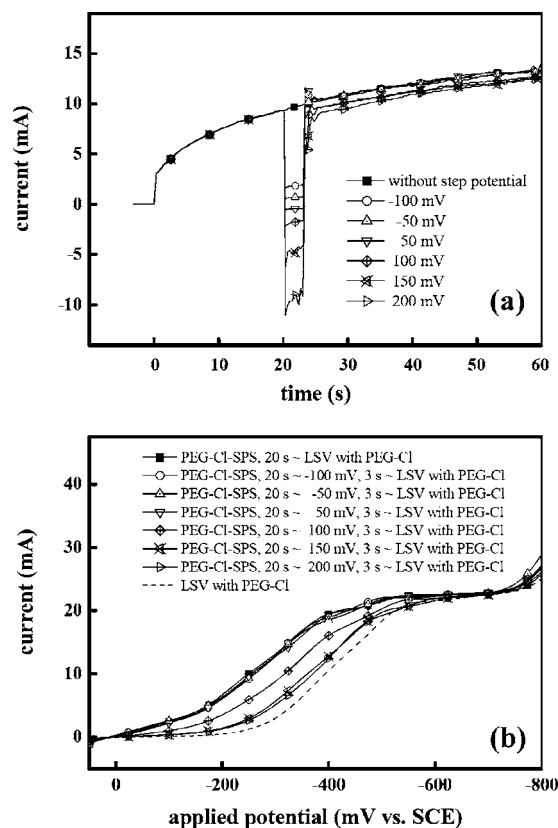 15
10
5
0
-5
-10
current (mA)
without step potential
-100 mV
-50 mV
50 mV
100 mV
150 mV
200 mV
(a)
0 10 20 30 40 50 60
time (s)
40
30
20
10
0
current (mA)
PEG-Cl-SPS, 20 s ~ LSV with PEG-Cl
PEG-Cl-SPS, 20 s ~ -100 mV, 3 s ~ LSV with PEG-Cl
PEG-Cl-SPS, 20 s ~ -50 mV, 3 s ~ LSV with PEG-Cl
PEG-Cl-SPS, 20 s ~ 50 mV, 3 s ~ LSV with PEG-Cl
PEG-Cl-SPS, 20 s ~ 100 mV, 3 s ~ LSV with PEG-Cl
PEG-Cl-SPS, 20 s ~ 150 mV, 3 s ~ LSV with PEG-Cl
PEG-Cl-SPS, 20 s ~ 200 mV, 3 s ~ LSV with PEG-Cl
LSV with PEG-Cl
(b)
0 -200 -400 -600 -800
applied potential (mV vs. SCE)